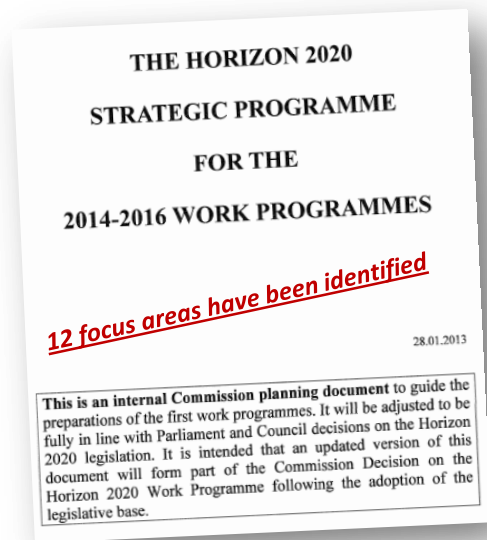 THE HORIZON 2020
STRATEGIC PROGRAMME
FOR THE
2014-2016 WORK PROGRAMMES
12 focus areas have been identified
28.01.2013
This is an internal Commission planning document to guide the
preparations of the first work programmes. It will be adjusted to be
fully in line with Parliament and Council decisions on the Horizon
2020 legislation. It is intended that an updated version of this
document will form part of the Commission Decision on the
Horizon 2020 Work Programme following the adoption of the
legislative base.